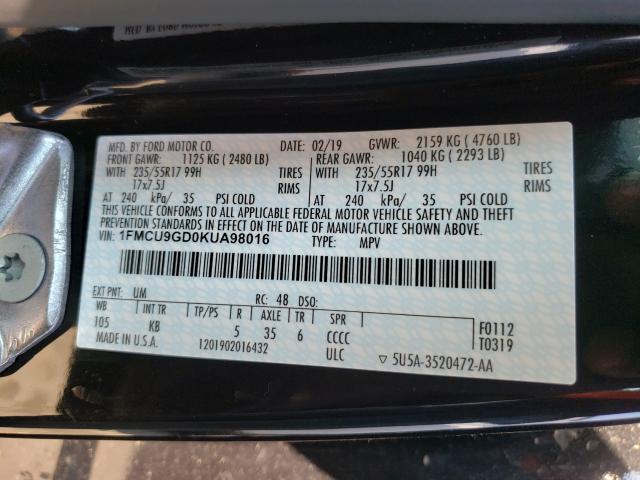 MFD. BY FORD MOTOR CO. DATE: 02/19 GVWR: 2159 KG ( 4760 LB)
FRONT GAWR: 1125 KG ( 2480 LB) REAR GAWR: 1040 KG ( 2293 LB)
WITH 235/55R17 99H TIRES WITH 235/55R17 99H TIRES
17x7.5J RIMS 17x7.5J RIMS
AT 240 kPa/ 35 PSI COLD AT 240 kPa/ 35 PSI COLD
THIS VEHICLE CONFORMS TO ALL APPLICABLE FEDERAL MOTOR VEHICLE SAFETY AND THEFT
PREVENTION STANDARDS IN EFFECT ON THE DATE OF MANUFACTURE SHOWN ABOVE.
VIN: 1FMCU9GD0KUA98016 TYPE: MPV
EXT PNT: UM RC: 48 DSO:
WB INT TR TP/PS R AXLE TR SPR
105 KB 5 35 6 CCCC
F0112
T0319
MADE IN U.S.A. 1201902016432 ULC 5U5A-3520472-AA